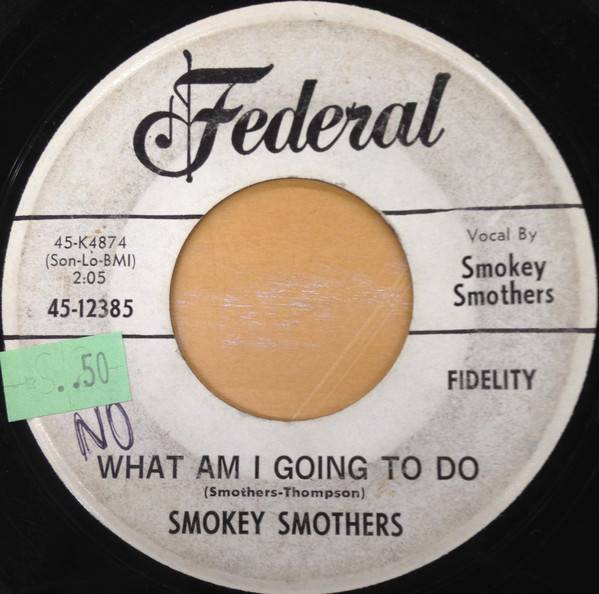 Federal
45-K4874
(Son-Lo-BMI)
2:05
45-12385
Vocal By
Smokey
Smothers
FIDELITY
.50-
NO
WHAT AM I GOING TO DO
(Smothers-Thompson)
SMOKEY SMOTHERS